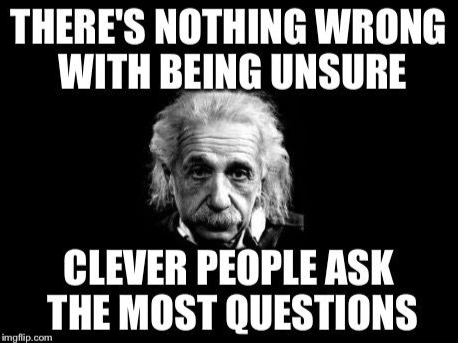 THERE'S NOTHING WRONG
WITH BEING UNSURE
CLEVER PEOPLE ASK
THE MOST QUESTIONS
imgflip.com